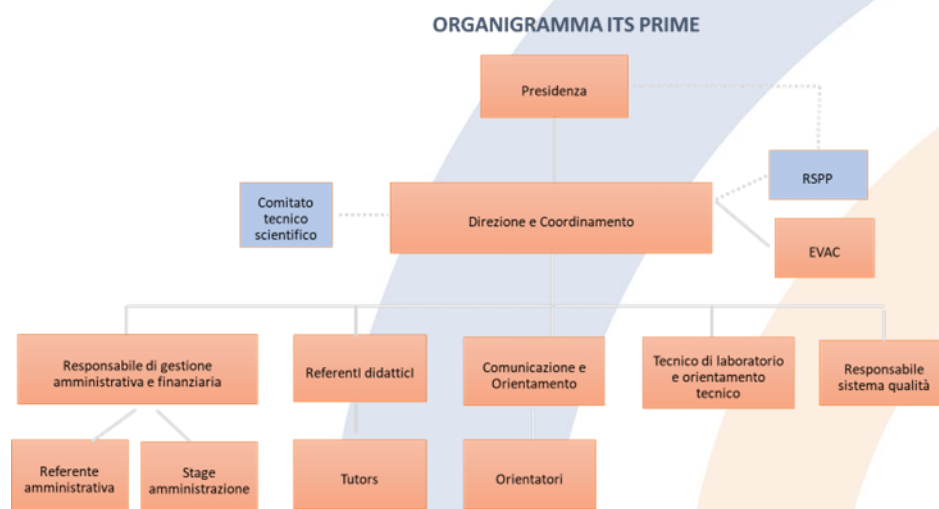 ORGANIGRAMMA ITS PRIME
Presidenza
RSPP
Comitato
tecnico
scientifico
Direzione e Coordinamento
EVAC
Responsabile di gestione
amministrativa e finanziaria
ReferentI didatticI
Comunicazione e
Orientamento
Tecnico di laboratorio
e orientamento
tecnico
Responsabile
sistema qualità
Referente
amministrativa
Stage
amministrazione
Tutors
Orientatori